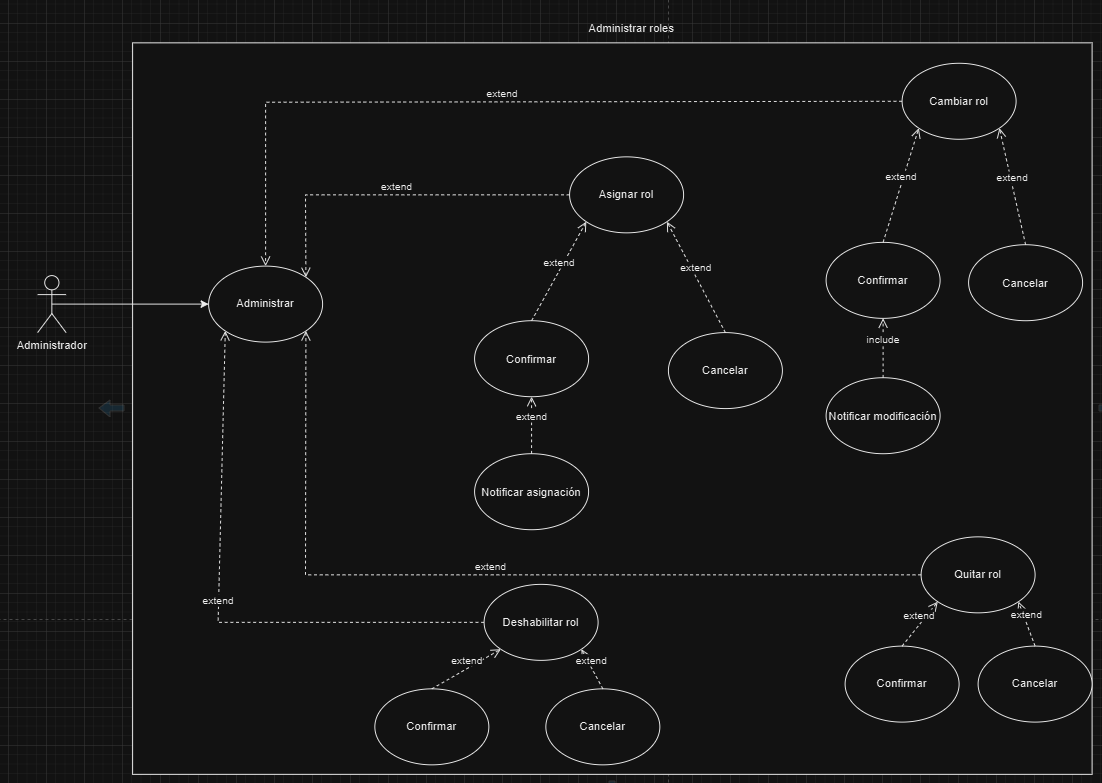 Administrar roles
extend
Cambiar rol
extend
extend
extend
Asignar rol
extend
extend
Confirmar
Cancelar
Administrar
Administrador
include
Confirmar
Cancelar
extend
Notificar modificación
Notificar asignación
extend
Quitar rol
extend
Deshabilitar rol
extend
extend
extend
extend
Confirmar
Cancelar
Confirmar
Cancelar